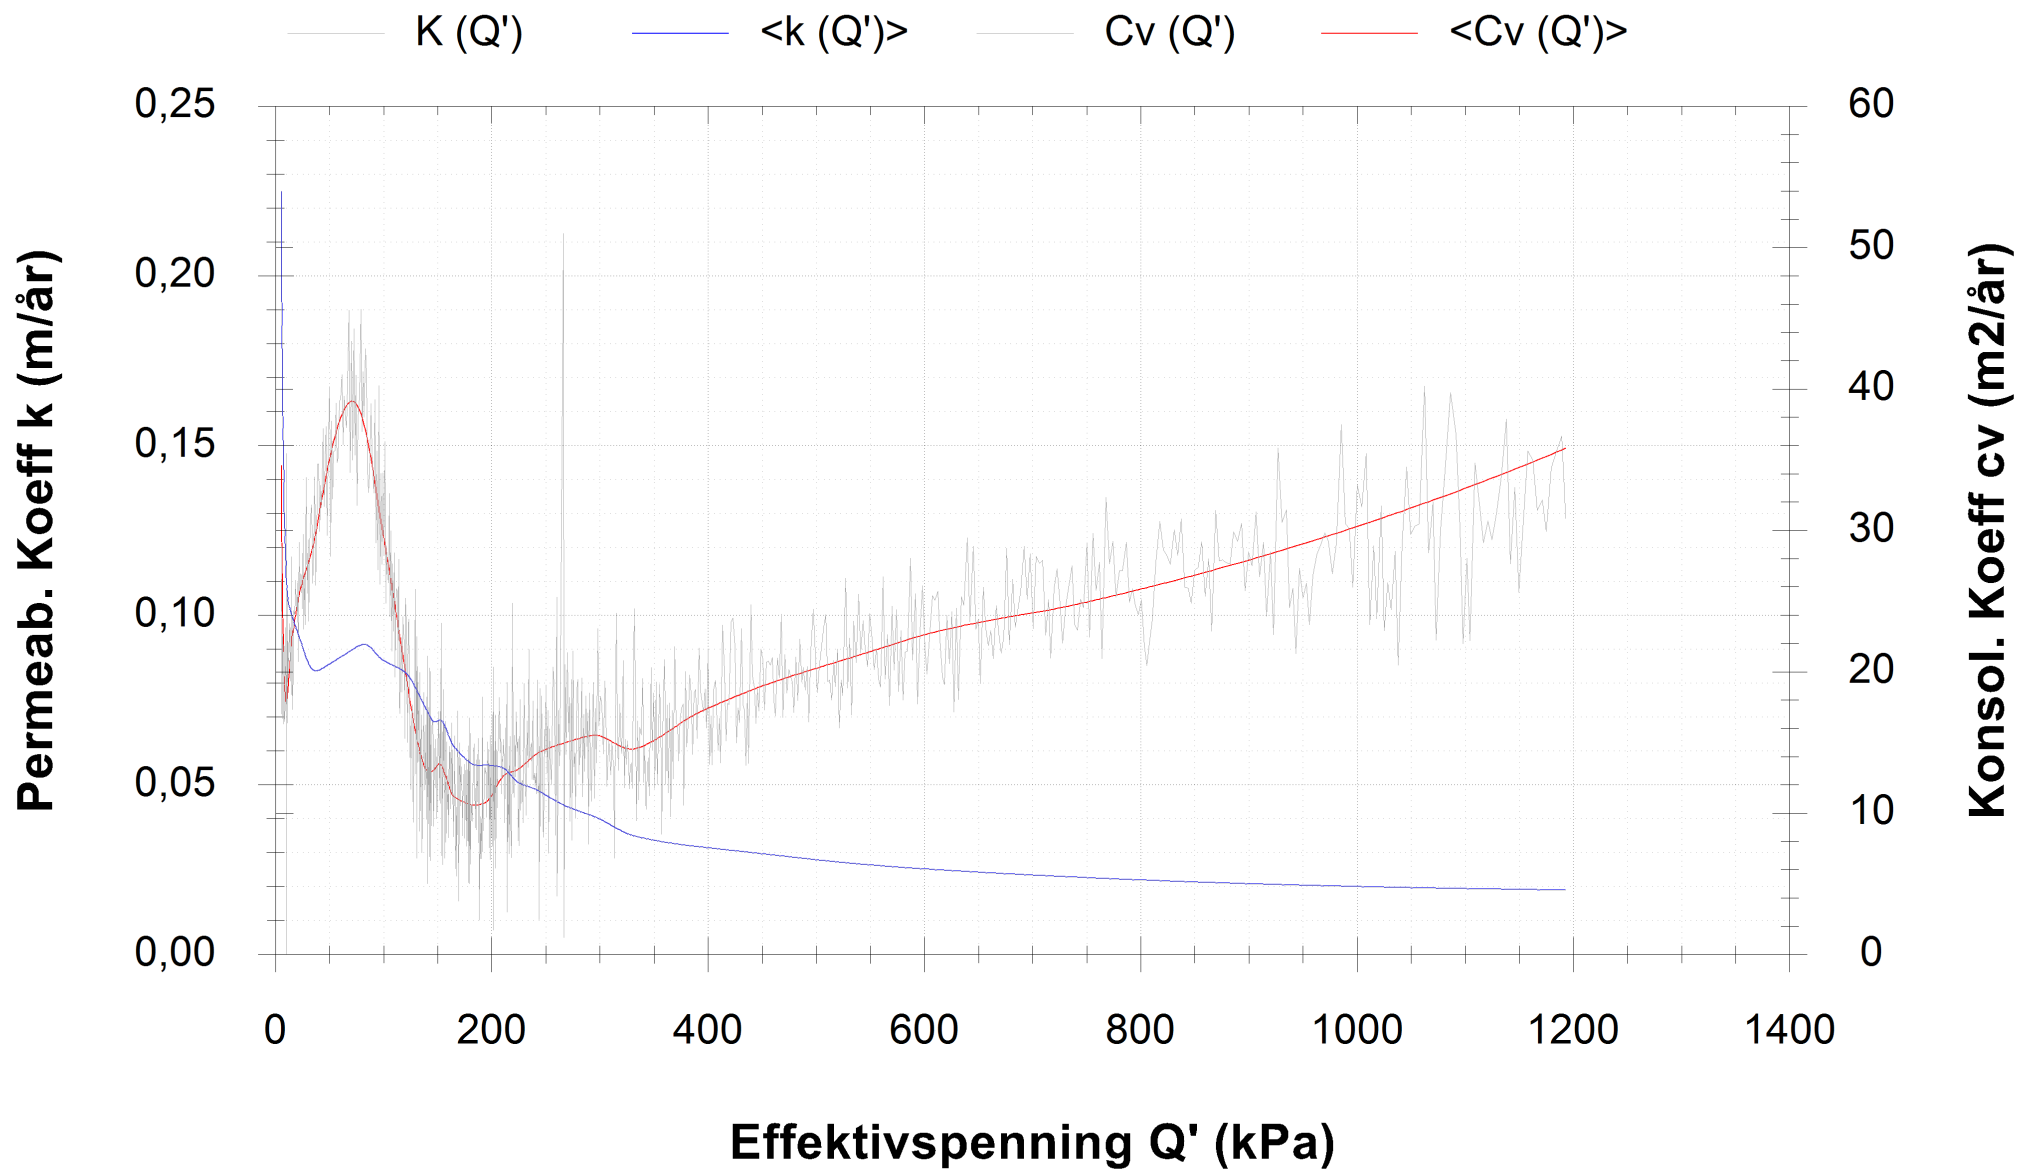 K (Q') <k (Q')> Cv (Q') <Cv (Q')>
Permeab. Koeff k (m/år)
0,25
0,20
0,15
0,10
0,05
0,00
60
50
40
30
20
10
0
Konsol. Koeff cv (m2/år)
0 200 400 600 800 1000 1200 1400
Effektivspenning Q' (kPa)